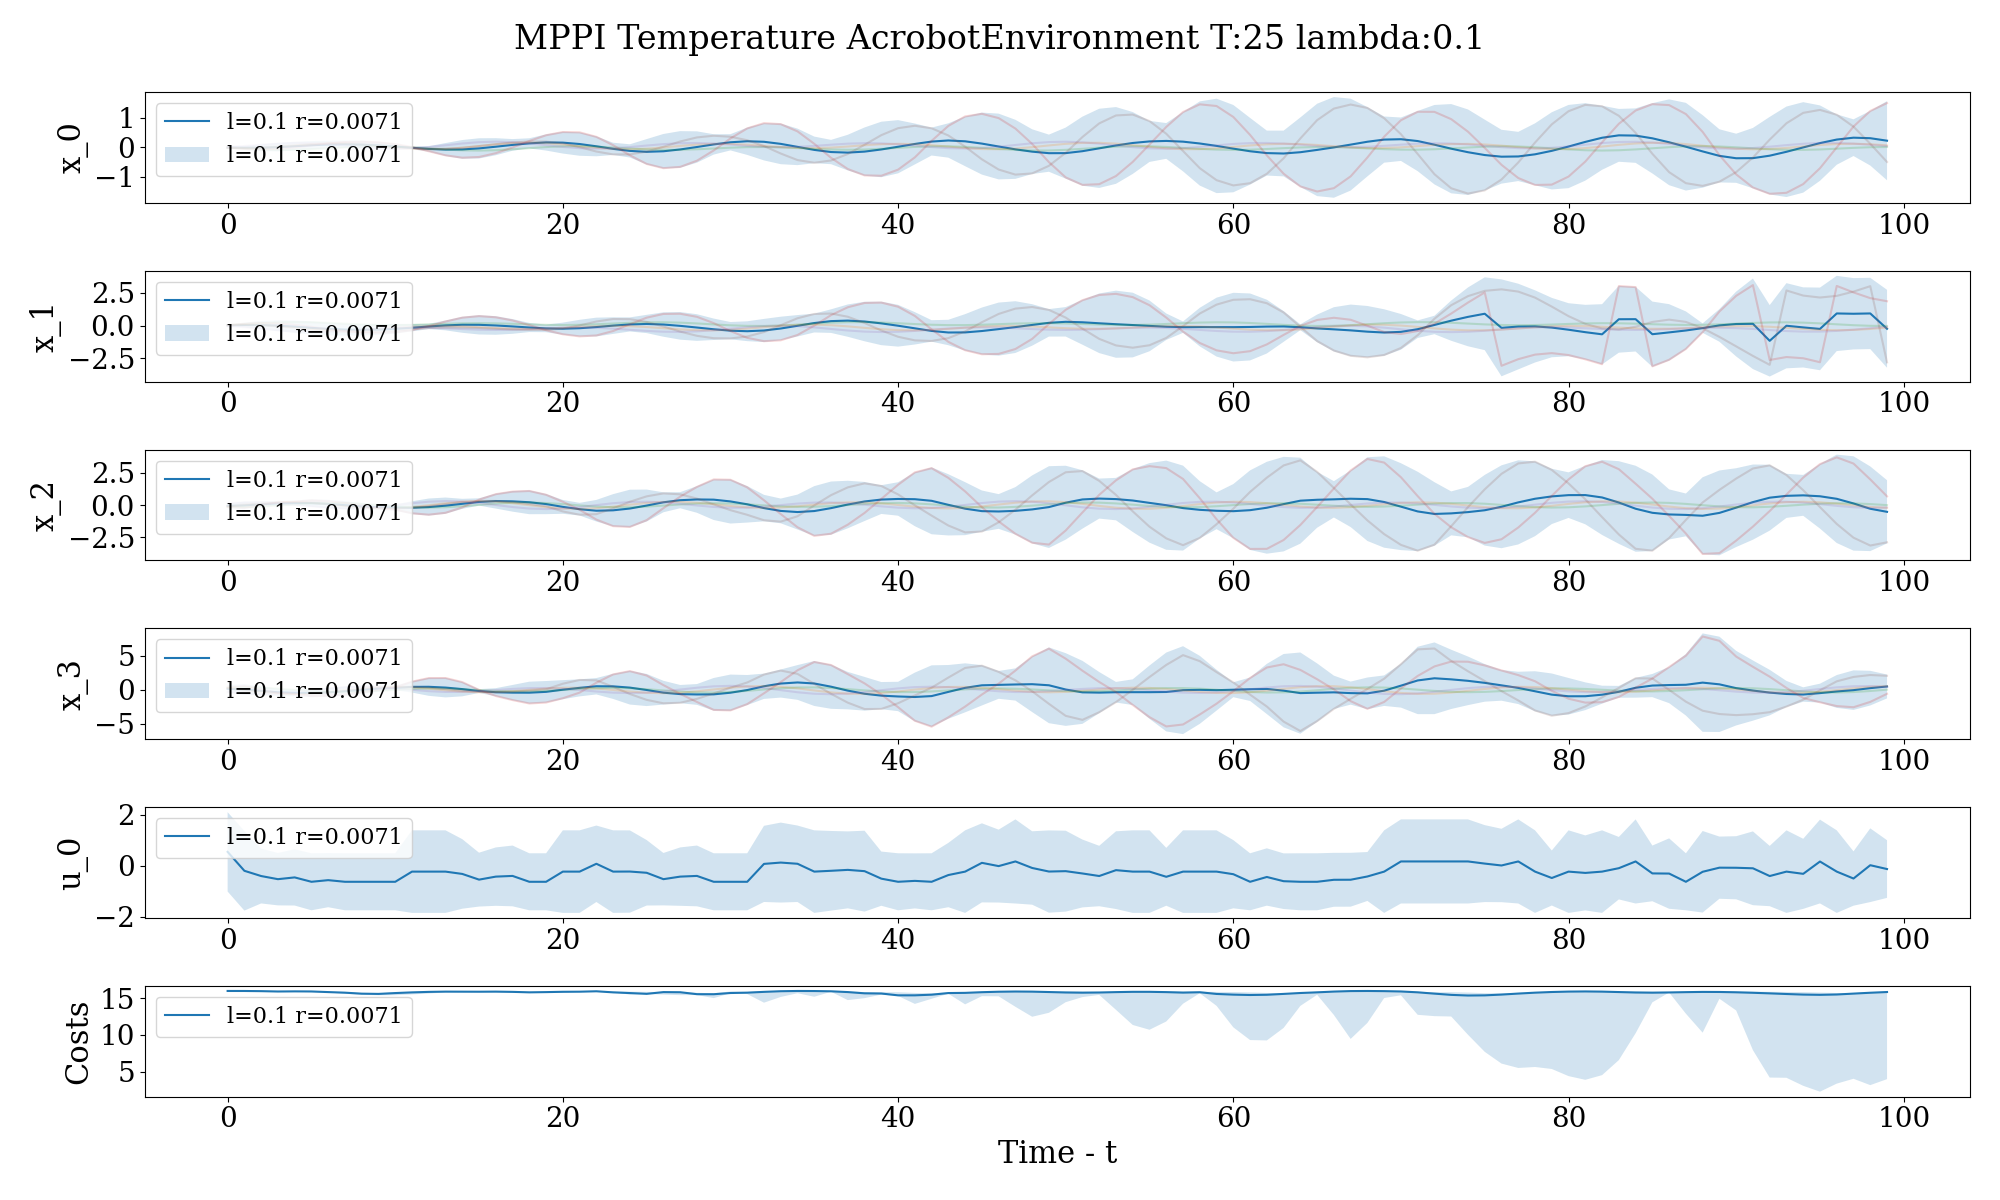 MPPI Temperature AcrobotEnvironment T:25 lambda:0.1
x_0
1
0
−1
l=0.1 r=0.0071
l=0.1 r=0.0071
0 20 40 60 80 100
x_1
2.5
0.0
−2.5
l=0.1 r=0.0071
l=0.1 r=0.0071
0 20 40 60 80 100
x_2
2.5
0.0
−2.5
l=0.1 r=0.0071
l=0.1 r=0.0071
0 20 40 60 80 100
x_3
5
0
−5
l=0.1 r=0.0071
l=0.1 r=0.0071
0 20 40 60 80 100
u_0
2
0
−2
l=0.1 r=0.0071
0 20 40 60 80 100
Costs
15
10
5
l=0.1 r=0.0071
0 20 40 60 80 100
Time - t